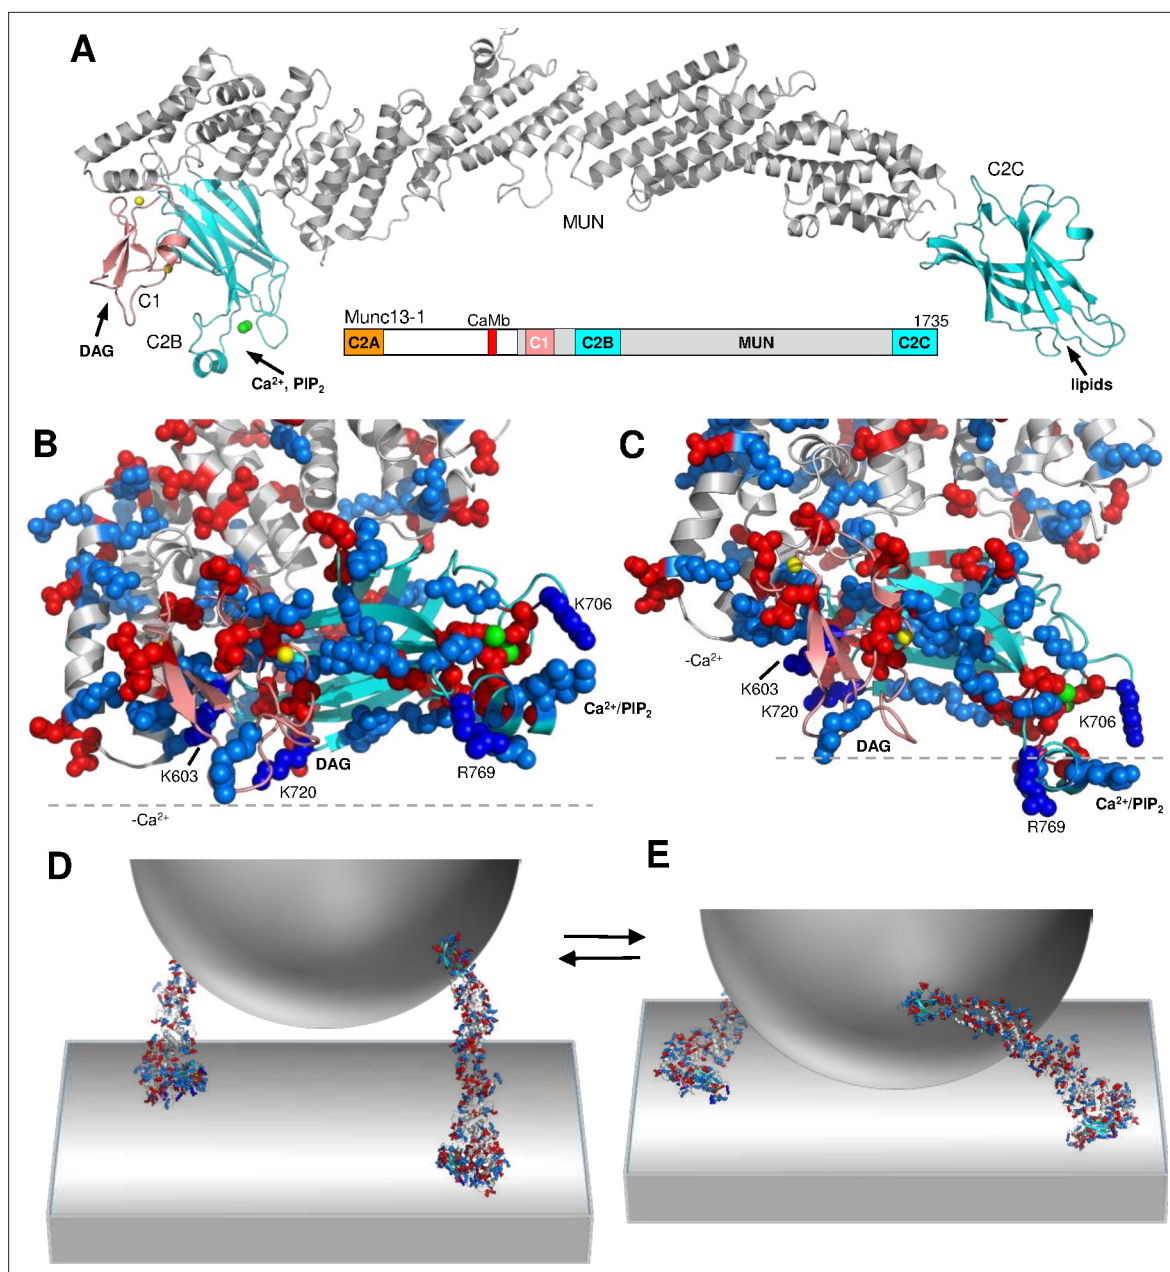 A
C2C
MUN
C1
DAG
C2B
Ca²⁺, PIP₂
Munc13-1
CaMb
1735
C2A
C1
C2B
MUN
C2C
lipids
B
K706
Ca²⁺/PIP₂
K603
DAG
K720
R769
-Ca²⁺
C
-Ca²⁺
K603
K720
DAG
K706
Ca²⁺/PIP₂
R769
D
E